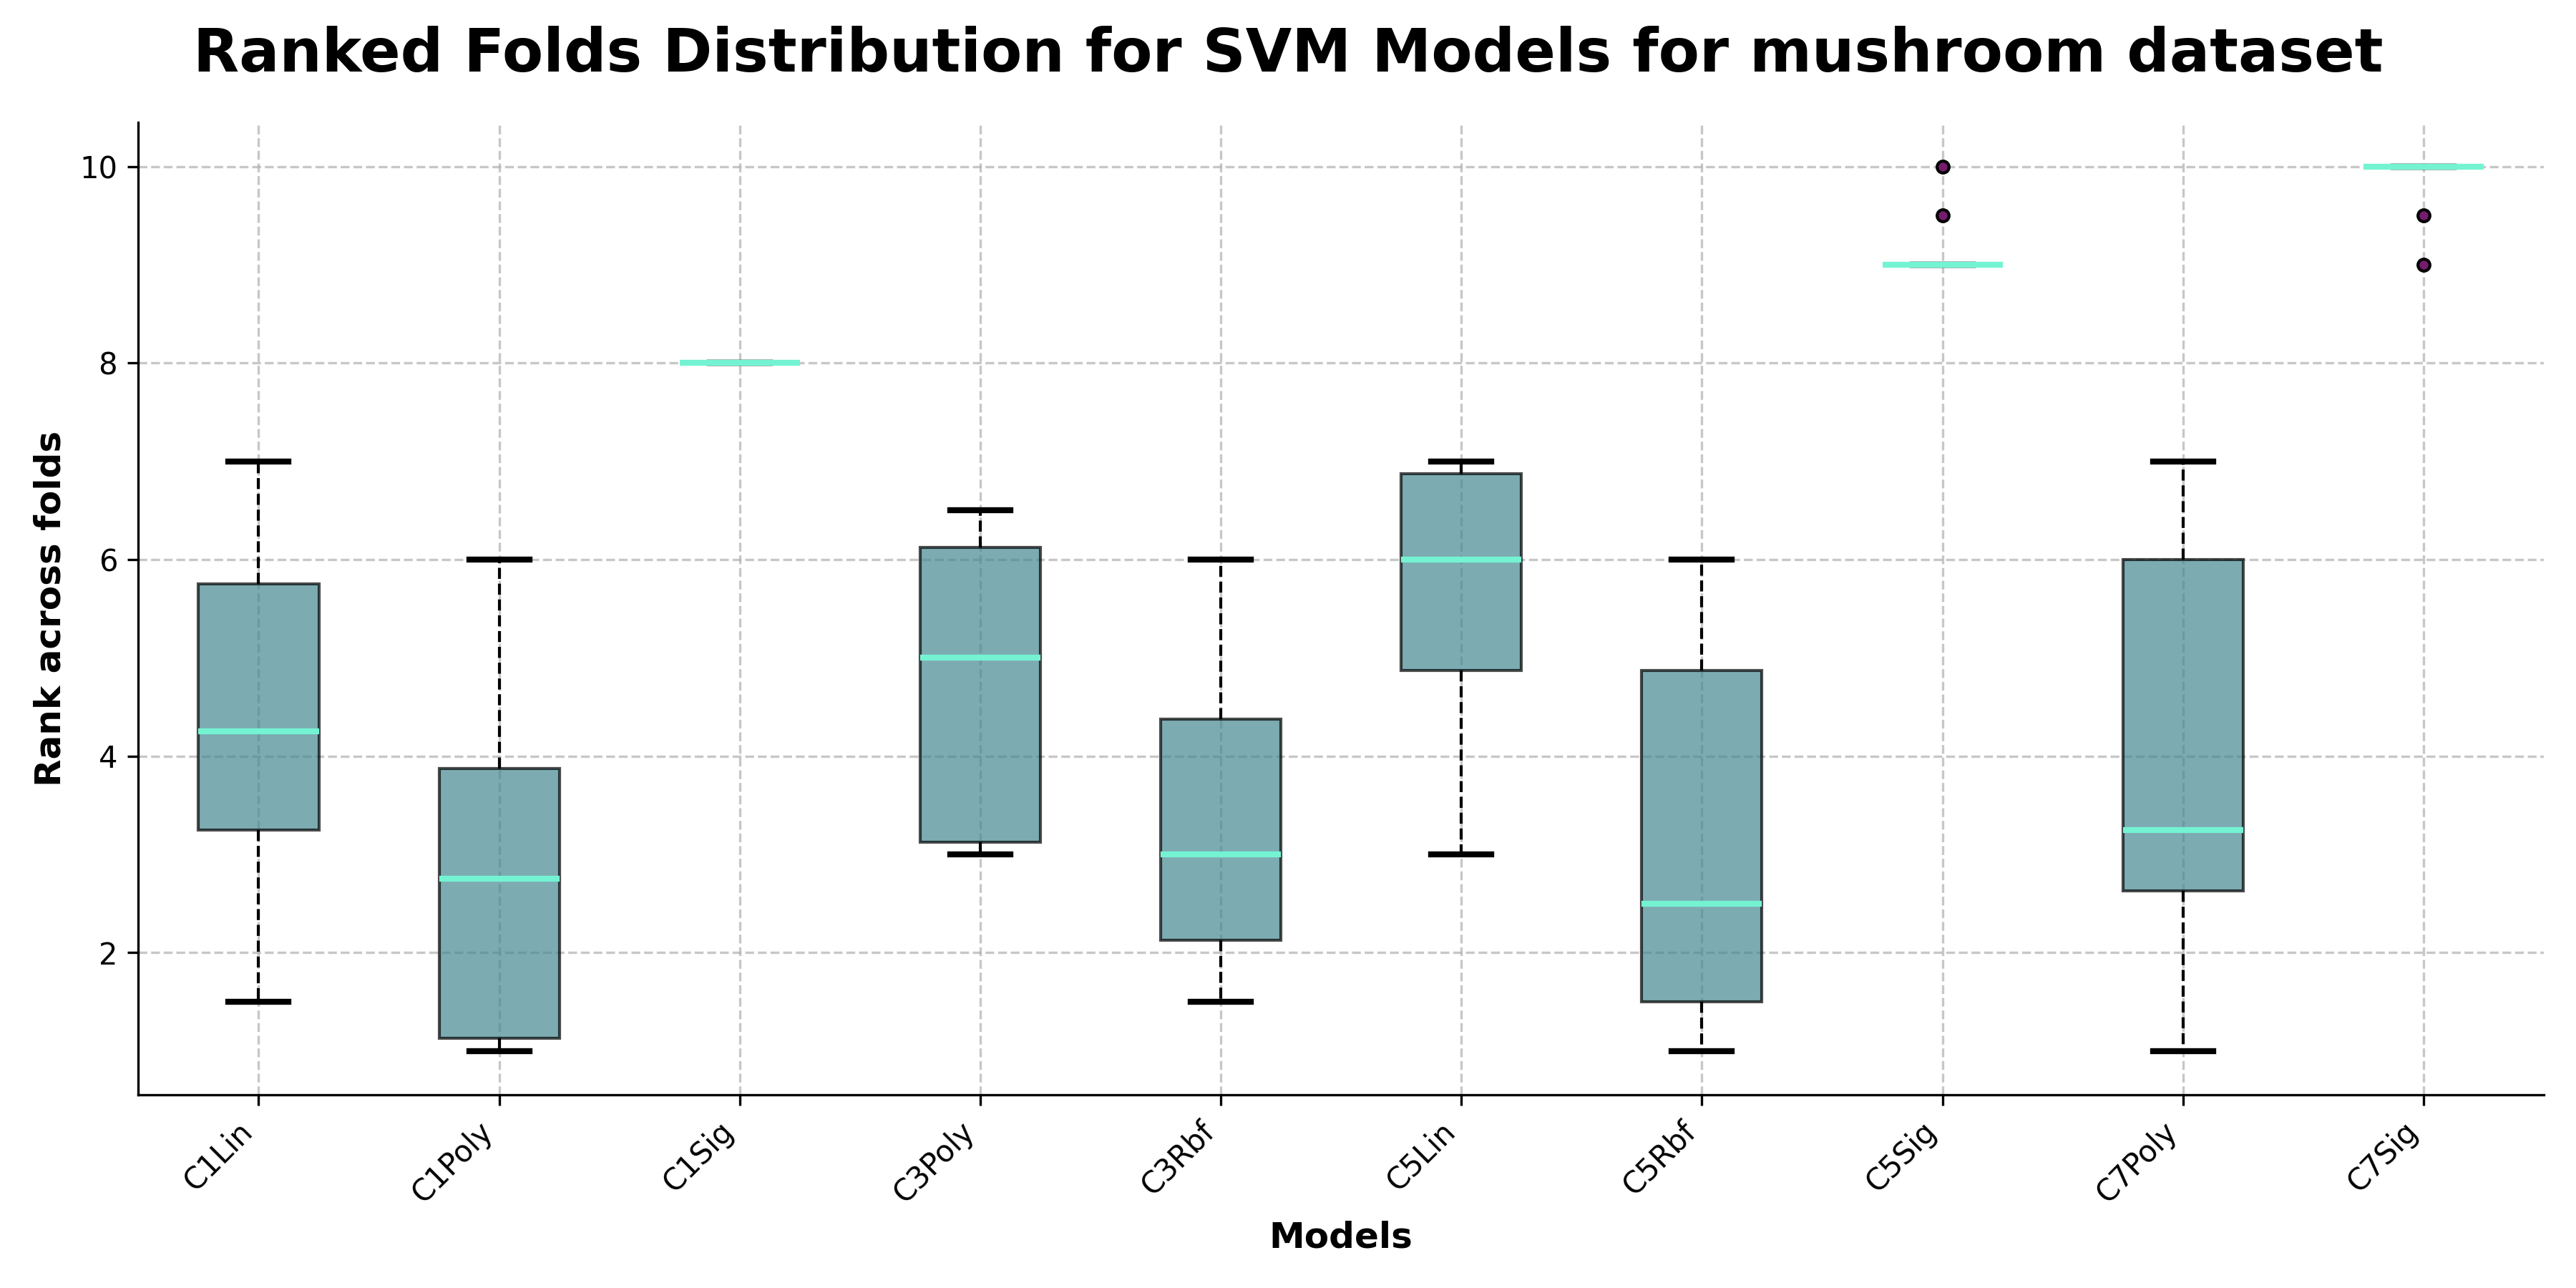 Ranked Folds Distribution for SVM Models for mushroom dataset
Rank across folds
10
8
6
4
2
C1Lin
C1Poly
C1Sig
C3Poly
C3Rbf
C5Lin
C5Rbf
C5Sig
C7Poly
C7Sig
Models